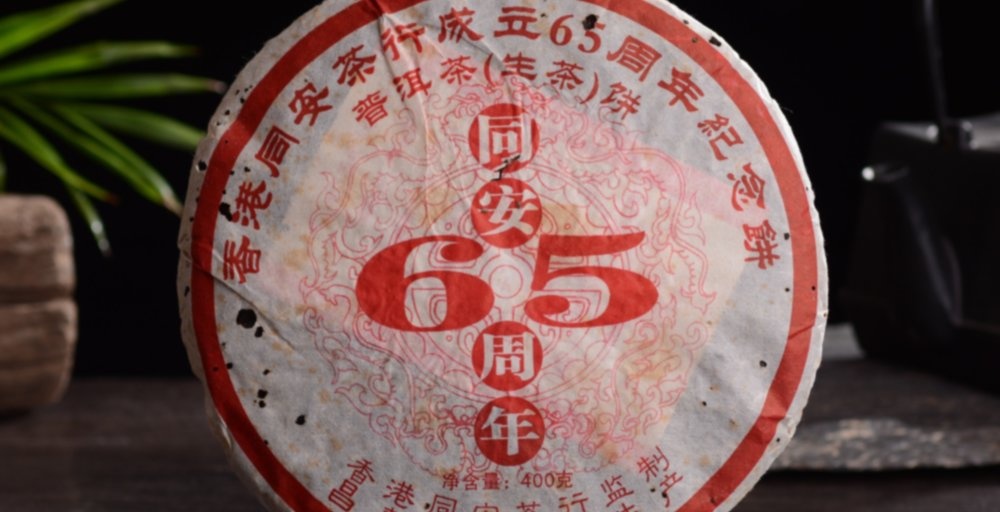 香港同安茶行成立65周年紀念餅
普洱茶(生茶)饼
同安
65
周年
净含量：400克
香港同安茶行监制